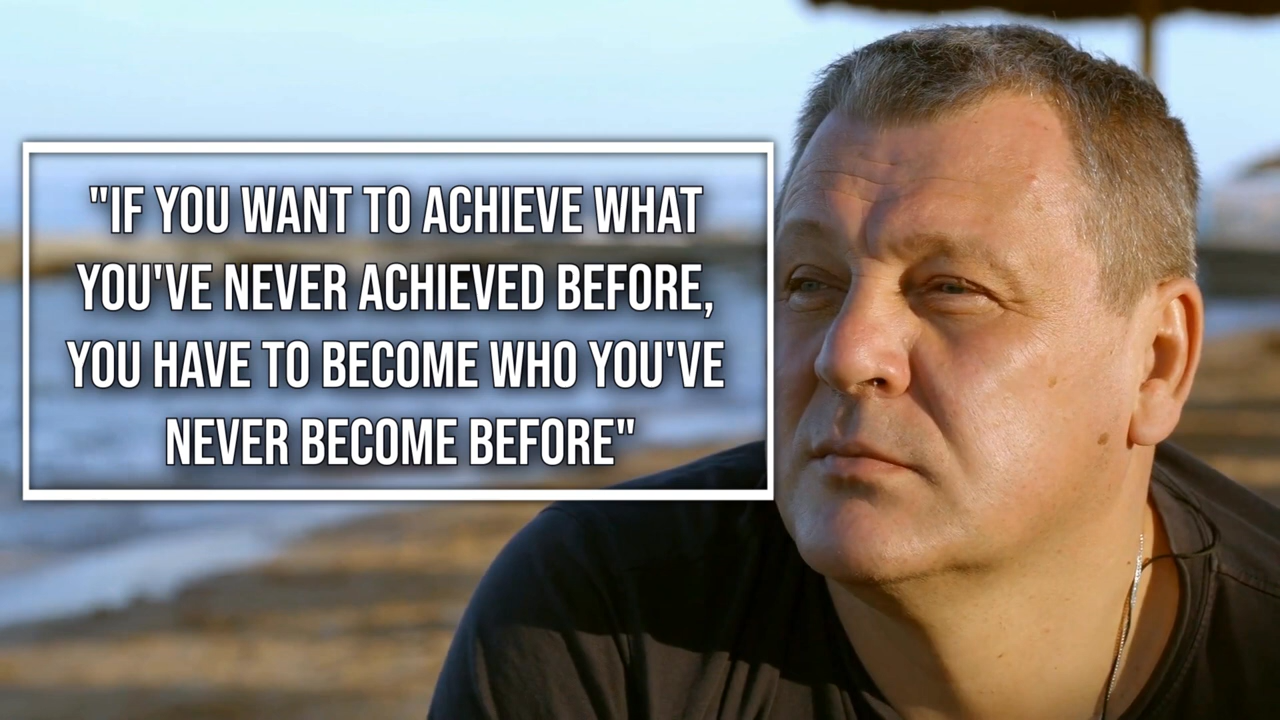 "IF YOU WANT TO ACHIEVE WHAT
YOU'VE NEVER ACHIEVED BEFORE,
YOU HAVE TO BECOME WHO YOU'VE
NEVER BECOME BEFORE"